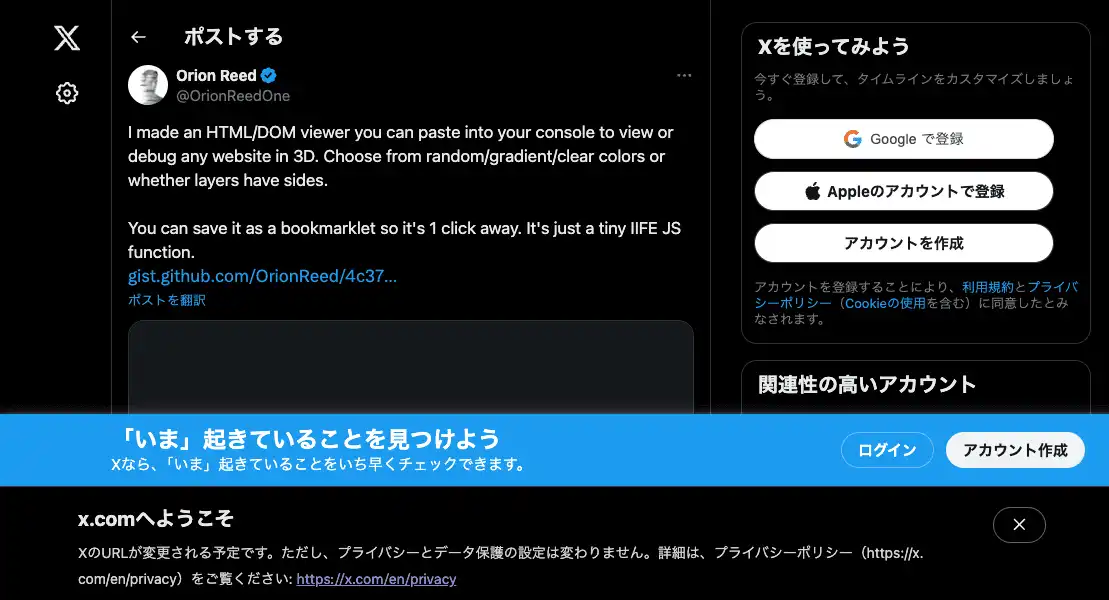 ポストする
Orion Reed
@OrionReedOne
I made an HTML/DOM viewer you can paste into your console to view or
debug any website in 3D. Choose from random/gradient/clear colors or
whether layers have sides.
You can save it as a bookmarklet so it's 1 click away. It's just a tiny IIFE JS
function.
gist.github.com/OrionReed/4c37...
ポストを翻訳
Xを使ってみよう
今すぐ登録して、タイムラインをカスタマイズしましょ
う。
Google で登録
Appleのアカウントで登録
アカウントを作成
アカウントを登録することにより、利用規約とプライバ
シーポリシー（Cookieの使用を含む）に同意したとみ
なされます。
関連性の高いアカウント
「いま」起きていることを見つけよう
Xなら、「いま」起きていることをいち早くチェックできます。
ログイン
アカウント作成
x.comへようこそ
XのURLが変更される予定です。ただし、プライバシーとデータ保護の設定は変わりません。詳細は、プライバシーポリシー（https://x.
com/en/privacy）をご覧ください: https://x.com/en/privacy